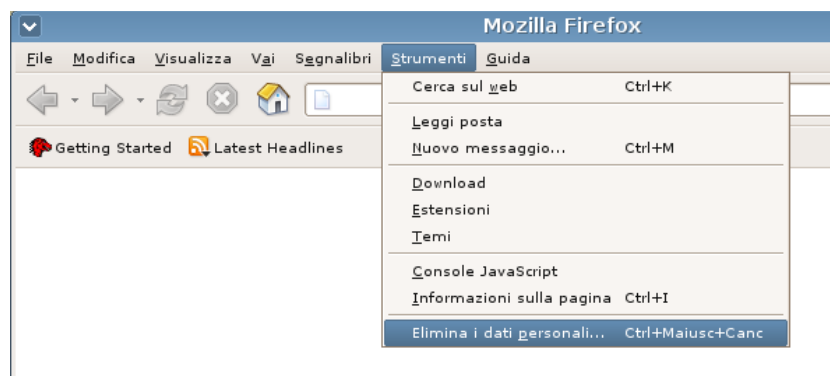 Mozilla Firefox
File Modifica Visualizza Vai Segnalibri Strumenti Guida
Cerca sul web Ctrl+K
Leggi posta
Getting Started Latest Headlines
Nuovo messaggio... Ctrl+M
Download
Estensioni
Temi
Console JavaScript
Informazioni sulla pagina Ctrl+I
Elimina i dati personali... Ctrl+Maiusc+Canc